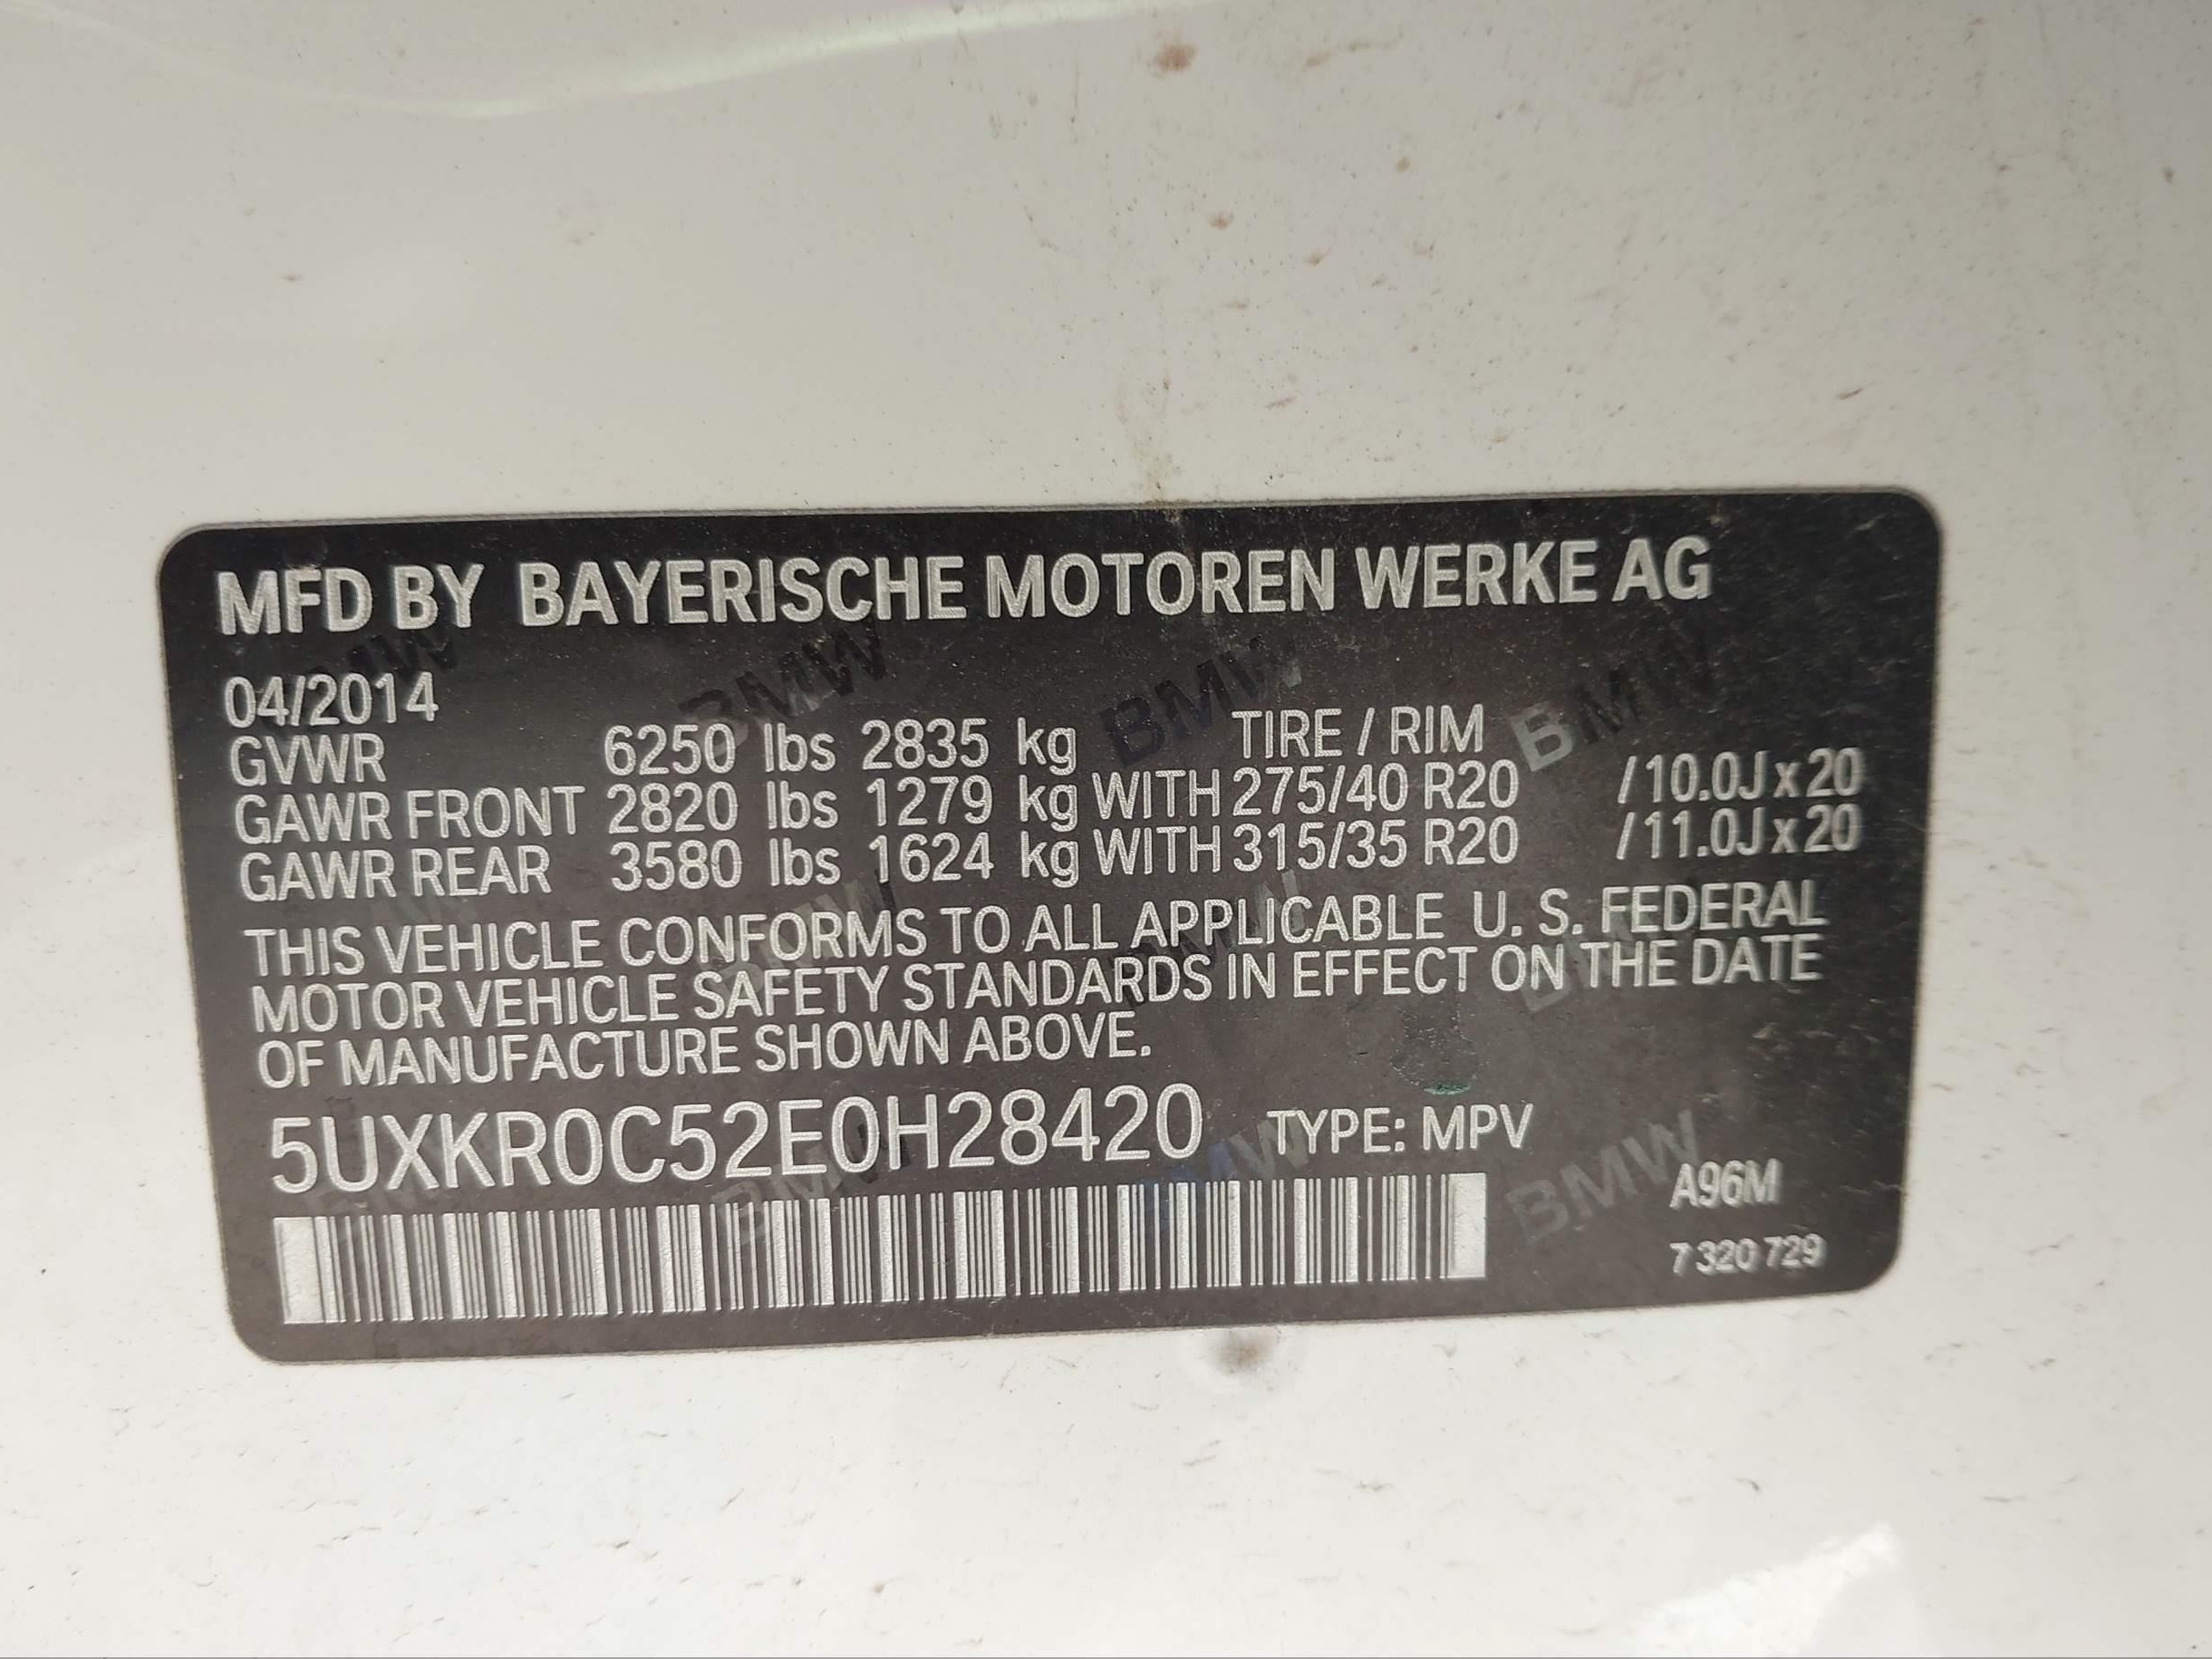 MFD BY BAYERISCHE MOTOREN WERKE AG
04/2014
GVWR 6250 lbs 2835 kg TIRE / RIM
GAWR FRONT 2820 lbs 1279 kg WITH 275/40 R20 / 10.0J x 20
GAWR REAR 3580 lbs 1624 kg WITH 315/35 R20 / 11.0J x 20
THIS VEHICLE CONFORMS TO ALL APPLICABLE U. S. FEDERAL
MOTOR VEHICLE SAFETY STANDARDS IN EFFECT ON THE DATE
OF MANUFACTURE SHOWN ABOVE.
5UXKR0C52E0H28420 TYPE: MPV
A96M
7 320 729